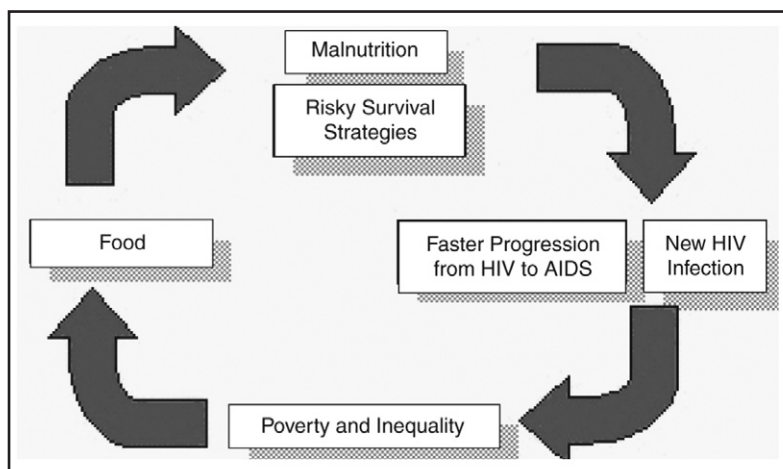 Malnutrition
Risky Survival
Strategies
Food
Faster Progression
from HIV to AIDS
New HIV
Infection
Poverty and Inequality